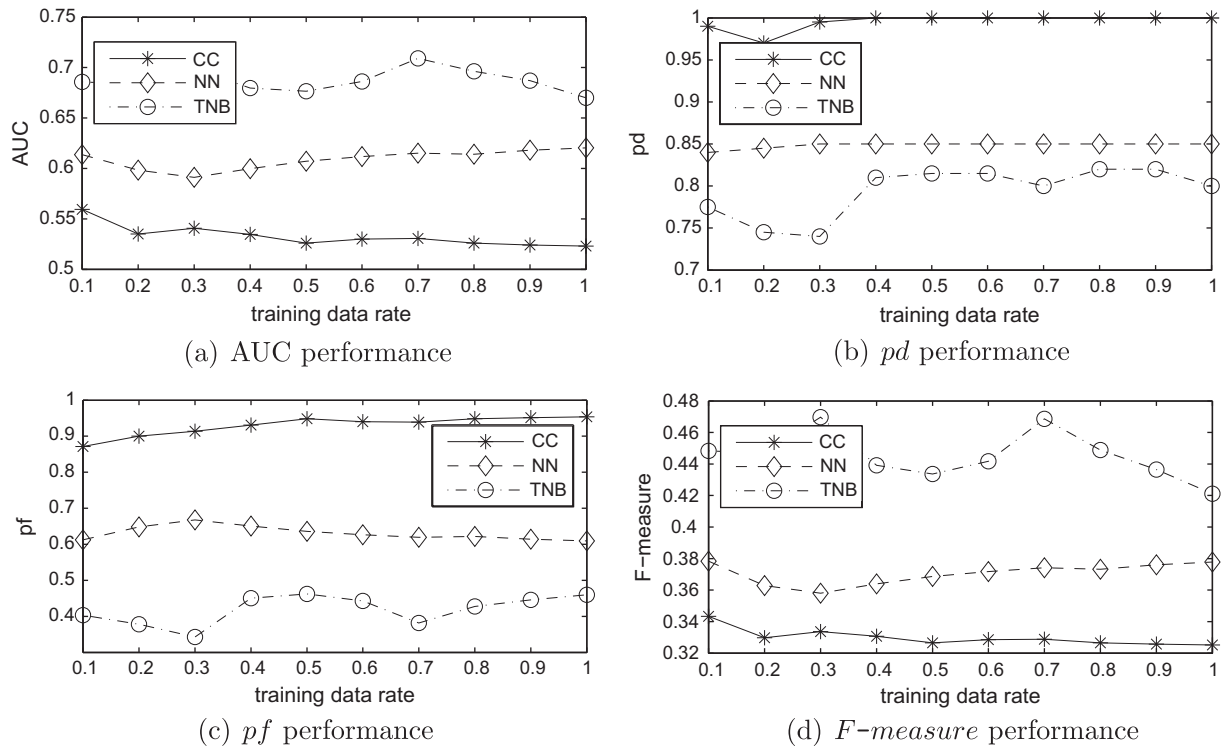 0.75
0.7
0.65
0.6
0.55
0.5
AUC
CC
NN
TNB
0.1 0.2 0.3 0.4 0.5 0.6 0.7 0.8 0.9 1
training data rate
(a) AUC performance
1
0.95
0.9
0.85
0.8
0.75
0.7
pd
CC
NN
TNB
0.1 0.2 0.3 0.4 0.5 0.6 0.7 0.8 0.9 1
training data rate
(b) pd performance
1
0.9
0.8
0.7
0.6
0.5
0.4
pf
CC
NN
TNB
0.1 0.2 0.3 0.4 0.5 0.6 0.7 0.8 0.9 1
training data rate
(c) pf performance
0.48
0.46
0.44
0.42
0.4
0.38
0.36
0.34
0.32
F-measure
CC
NN
TNB
0.1 0.2 0.3 0.4 0.5 0.6 0.7 0.8 0.9 1
training data rate
(d) F-measure performance